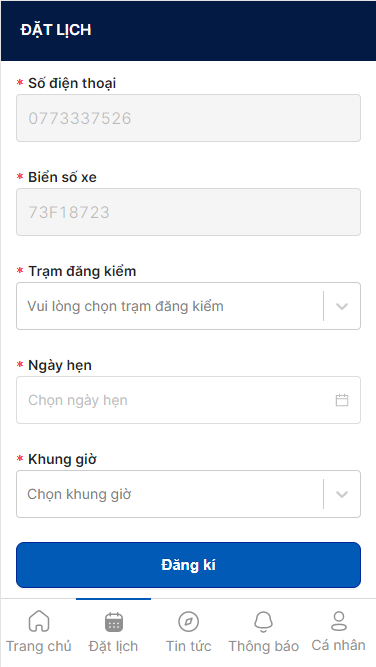 ĐẶT LỊCH
* Số điện thoại
0773337526
* Biển số xe
73F18723
* Trạm đăng kiểm
Vui lòng chọn trạm đăng kiểm
* Ngày hẹn
Chọn ngày hẹn
* Khung giờ
Chọn khung giờ
Đăng kí
Trang chủ Đặt lịch Tin tức Thông báo Cá nhân